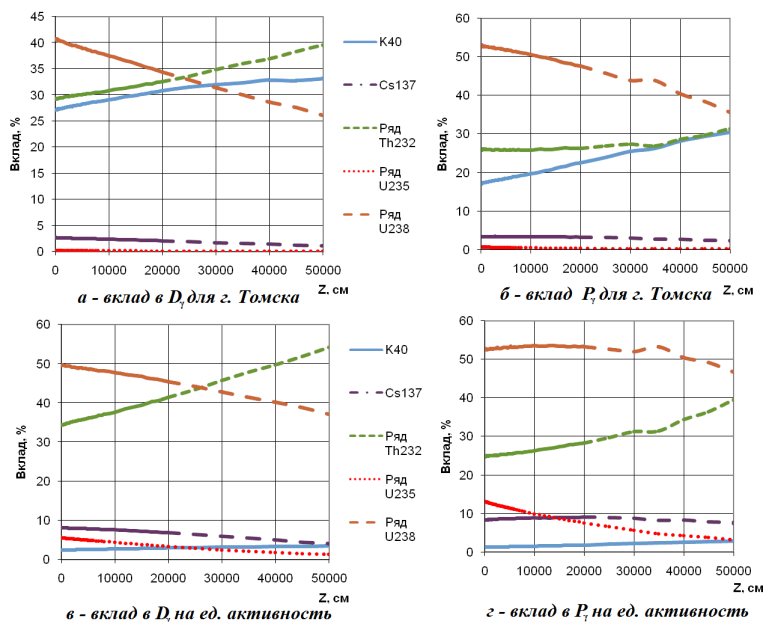 Вклад, %
45
40
35
30
25
20
15
10
5
0
0 10000 20000 30000 40000 50000
Z, см
а - вклад в Dγ для г. Томска
K40
Cs137
Ряд
Th232
Ряд
U235
Ряд
U238
Вклад, %
60
50
40
30
20
10
0
0 10000 20000 30000 40000 50000
Z, см
б - вклад Pγ для г. Томска
Вклад, %
60
50
40
30
20
10
0
0 10000 20000 30000 40000 50000
Z, см
в - вклад в Dγ на ед. активность
K40
Cs137
Ряд
Th232
Ряд
U235
Ряд
U238
Вклад, %
60
50
40
30
20
10
0
0 10000 20000 30000 40000 50000
Z, см
г - вклад в Pγ на ед. активность